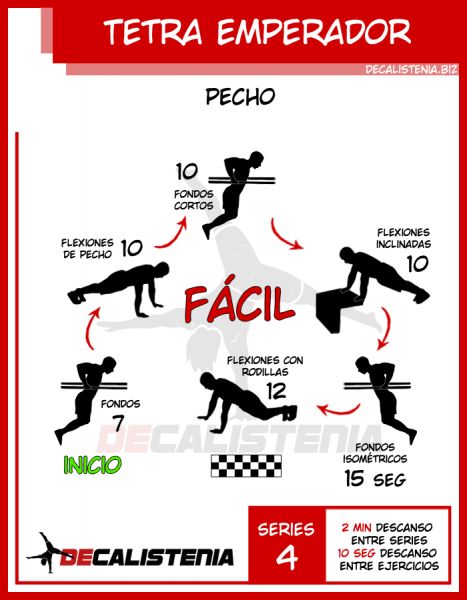 TETRA EMPERADOR
DECALISTENIA.BIZ
PECHO
10
FONDOS
CORTOS
FLEXIONES
DE PECHO 10
FLEXIONES
INCLINADAS
10
FÁCIL
FLEXIONES CON
RODILLAS
12
FONDOS
7
INICIO
FONDOS
ISOMÉTRICOS
15 SEG
DECALISTENIA
DECALISTENIA
SERIES
4
2 MIN DESCANSO
ENTRE SERIES
10 SEG DESCANSO
ENTRE EJERCICIOS